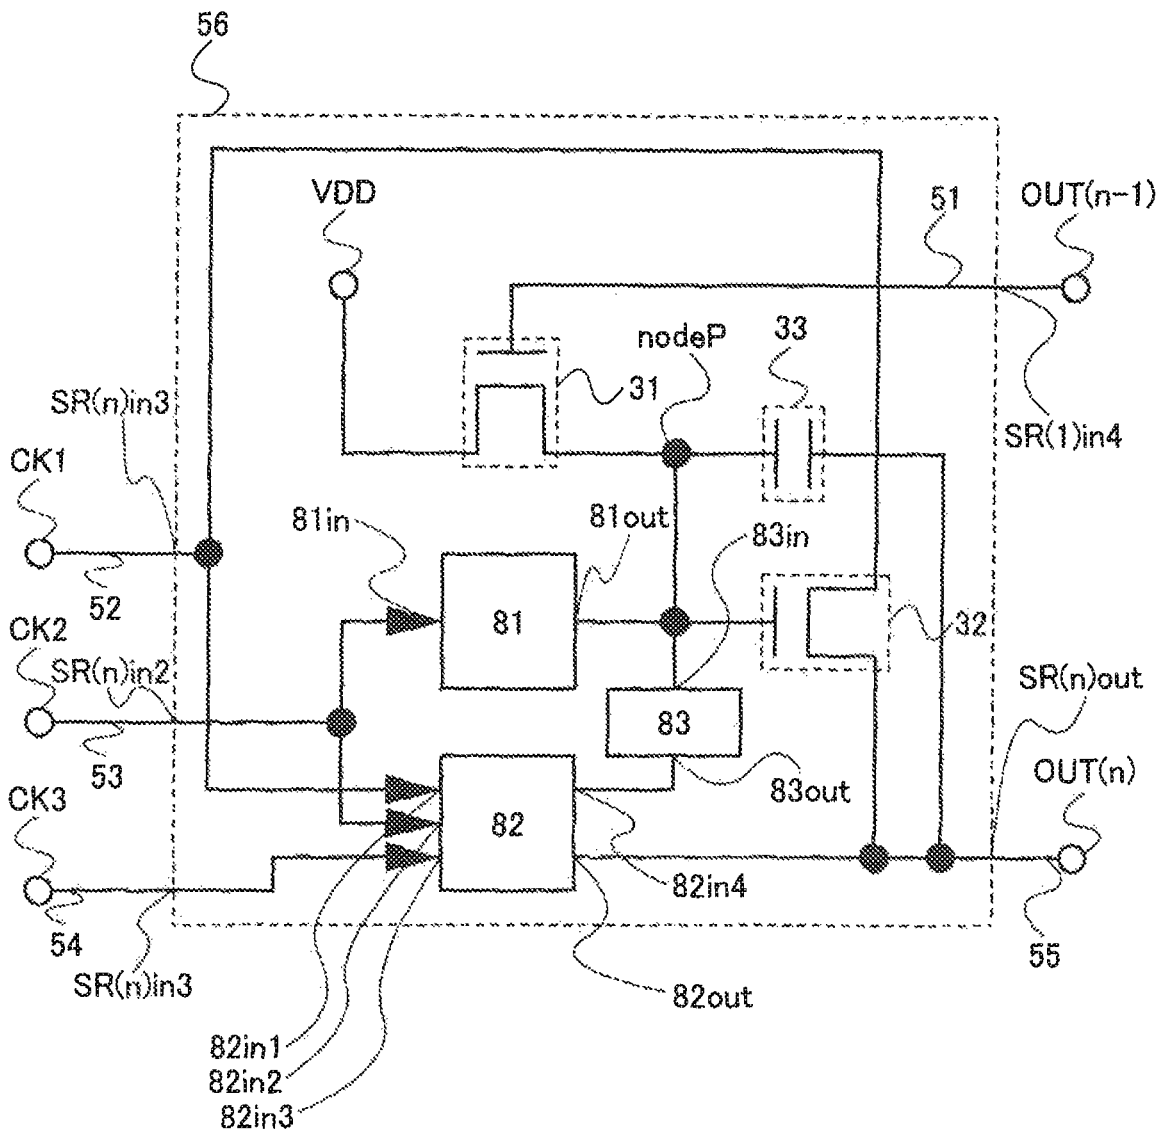 56
VDD
51
OUT(n-1)
nodeP
33
31
SR(n)in3
SR(1)in4
CK1
81in
81out
83in
52
81
32
CK2
SR(n)in2
SR(n)out
83
53
OUT(n)
CK3
83out
82
82in4
54
55
SR(n)in3
82out
82in1
82in2
82in3